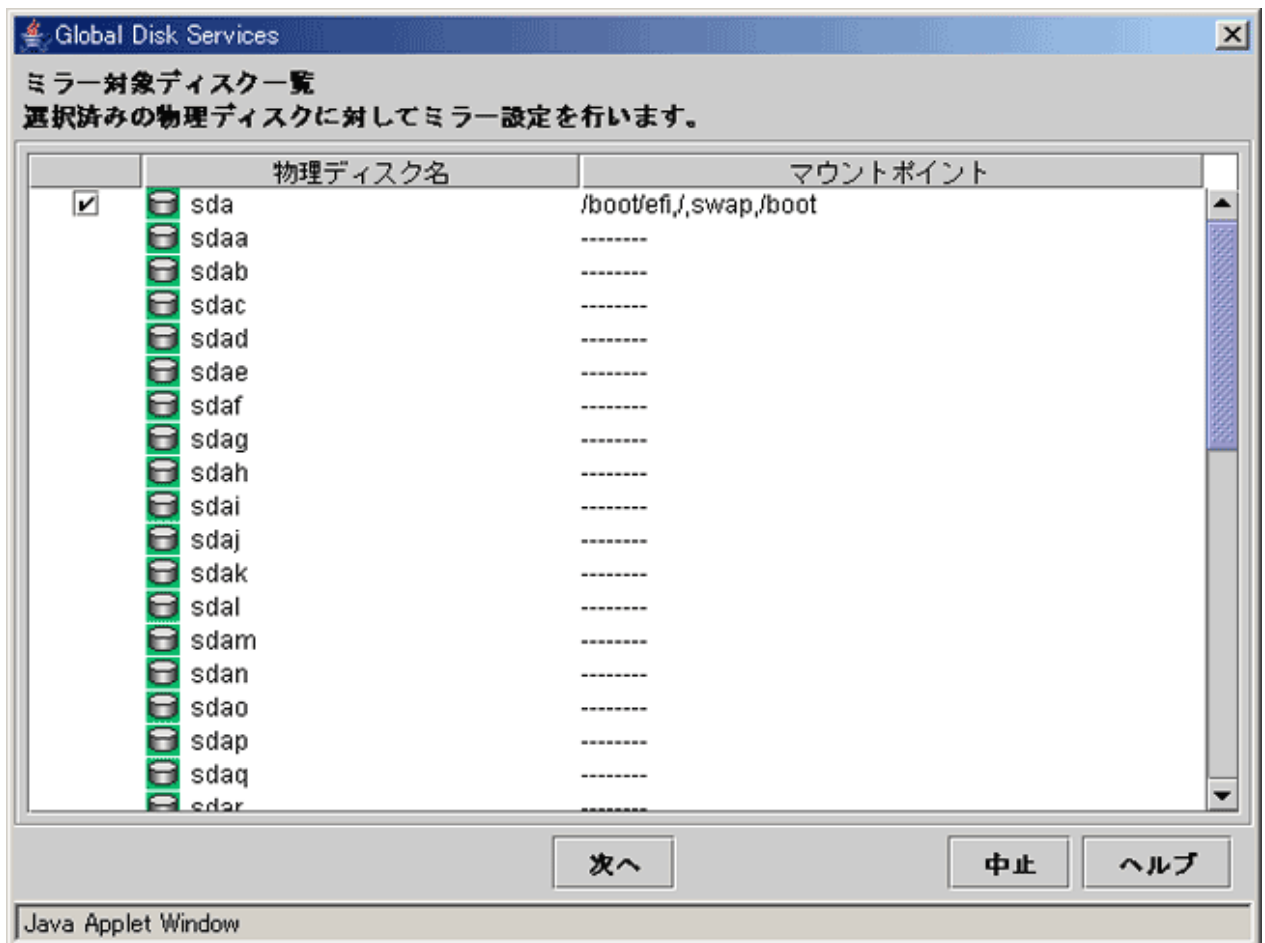 Global Disk Services
ミラー対象ディスク一覧
選択済みの物理ディスクに対してミラー設定を行います。
物理ディスク名 マウントポイント
sda /boot/efi,/,swap,/boot
sdaa --------
sdab --------
sdac --------
sdad --------
sdae --------
sdaf --------
sdag --------
sdah --------
sdai --------
sdaj --------
sdak --------
sdal --------
sdam --------
sdan --------
sdao --------
sdap --------
sdaq --------
sdar --------
次へ 中止 ヘルプ
Java Applet Window